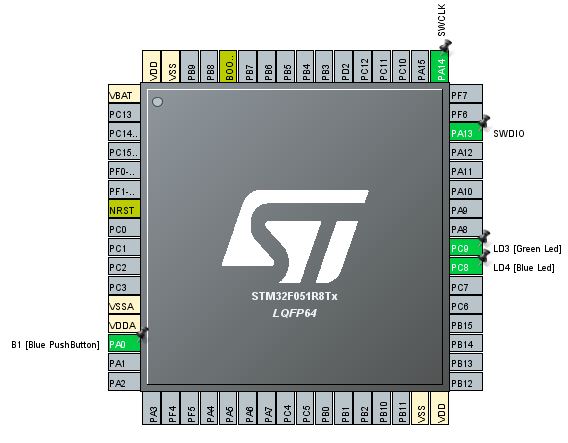 SWCLK
VDD
VSS
PB9
PB8
BOO..
PB7
PB6
PB5
PB4
PB3
PD2
PC12
PC11
PC10
PA15
PA14
VBAT
PC13
PC14..
PC15..
PF0-..
PF1-..
NRST
PC0
PC1
PC2
PC3
VSSA
VDDA
B1 [Blue PushButton] PA0
PA1
PA2
PF7
PF6
PA13 SWDIO
PA12
PA11
PA10
PA9
PA8
PC9 LD3 [Green Led]
PC8 LD4 [Blue Led]
PC7
PC6
PB15
PB14
PB13
PB12
ST
STM32F051R8Tx
LQFP64
PA3
PF4
PF5
PA4
PA5
PA6
PA7
PC4
PC5
PB0
PB1
PB2
PB10
PB11
VSS
VDD